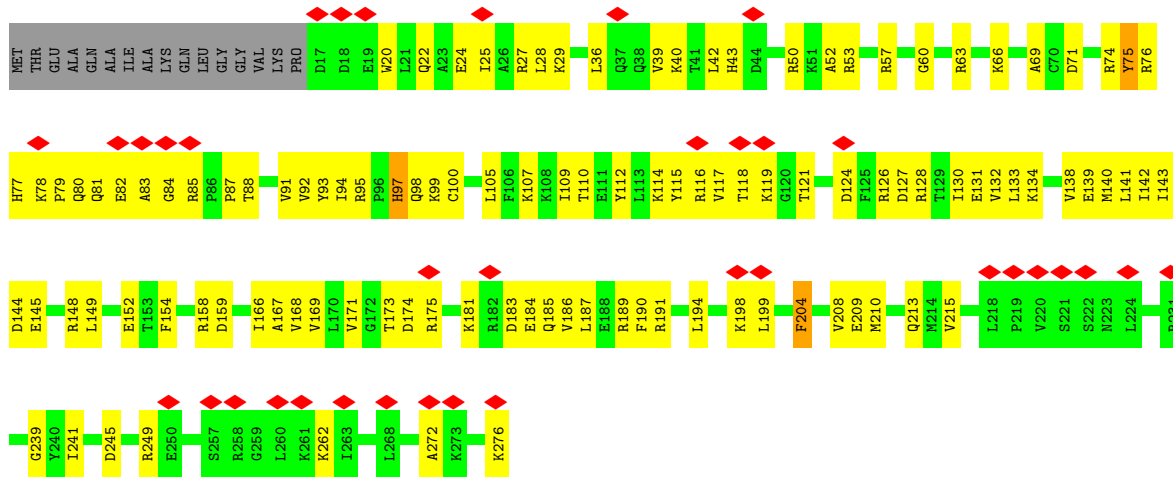 MET THR GLU ALA ALA GLN ALA ILE ALA LYS GLN LEU GLY GLY VAL LYS PRO D17 D18 E19 W20 L21 Q22 A23 E24 I25 A26 R27 L28 K29 L36 Q37 Q38 V39 K40 T41 L42 H43 D44 R50 K51 A52 R53 R57 G60 R63 K66 A69 C70 D71 R74 Y75 R76
H77 K78 P79 Q80 Q81 E82 A83 G84 R85 P86 P87 T88 V91 V92 Y93 I94 R95 P96 H97 Q98 K99 C100 L105 F106 K107 K108 I109 T110 E111 Y112 L113 K114 Y115 R116 V117 T118 K119 G120 T121 D124 F125 R126 D127 R128 T129 I130 E131 V132 L133 K134 V138 E139 M140 L141 I142 I143
D144 E145 R148 L149 E152 T153 F154 R158 D159 I166 A167 V168 V169 L170 V171 G172 T173 D174 R175 K181 R182 D183 E184 Q185 V186 L187 E188 R189 F190 R191 L194 K198 L199 F204 V208 E209 M210 Q213 M214 V215 L218 P219 V220 S221 S222 N223 L224
G239 Y240 I241 D245 R249 E250 S257 R258 G259 L260 K261 K262 I263 L268 A272 K273 K276